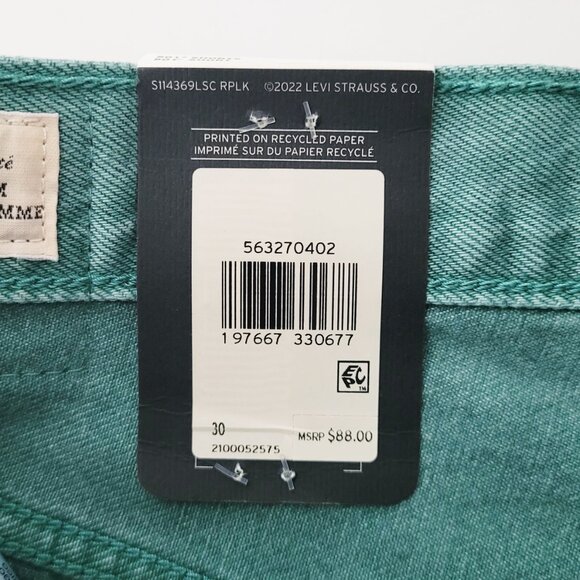 S114369LSC RPLK ©2022 LEVI STRAUSS & CO.
PRINTED ON RECYCLED PAPER
IMPRIMÉ SUR DU PAPIER RECYCLÉ
MME
563270402
1 97667 330677
EPC™
30
MSRP $88.00
2100052575